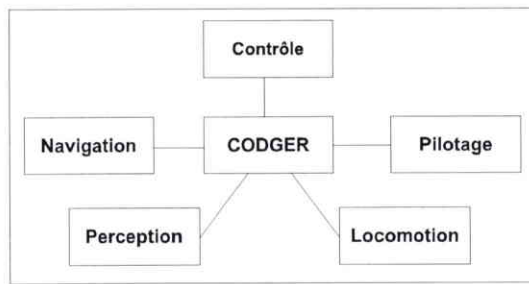 Contrôle
Navigation
CODGER
Pilotage
Perception
Locomotion